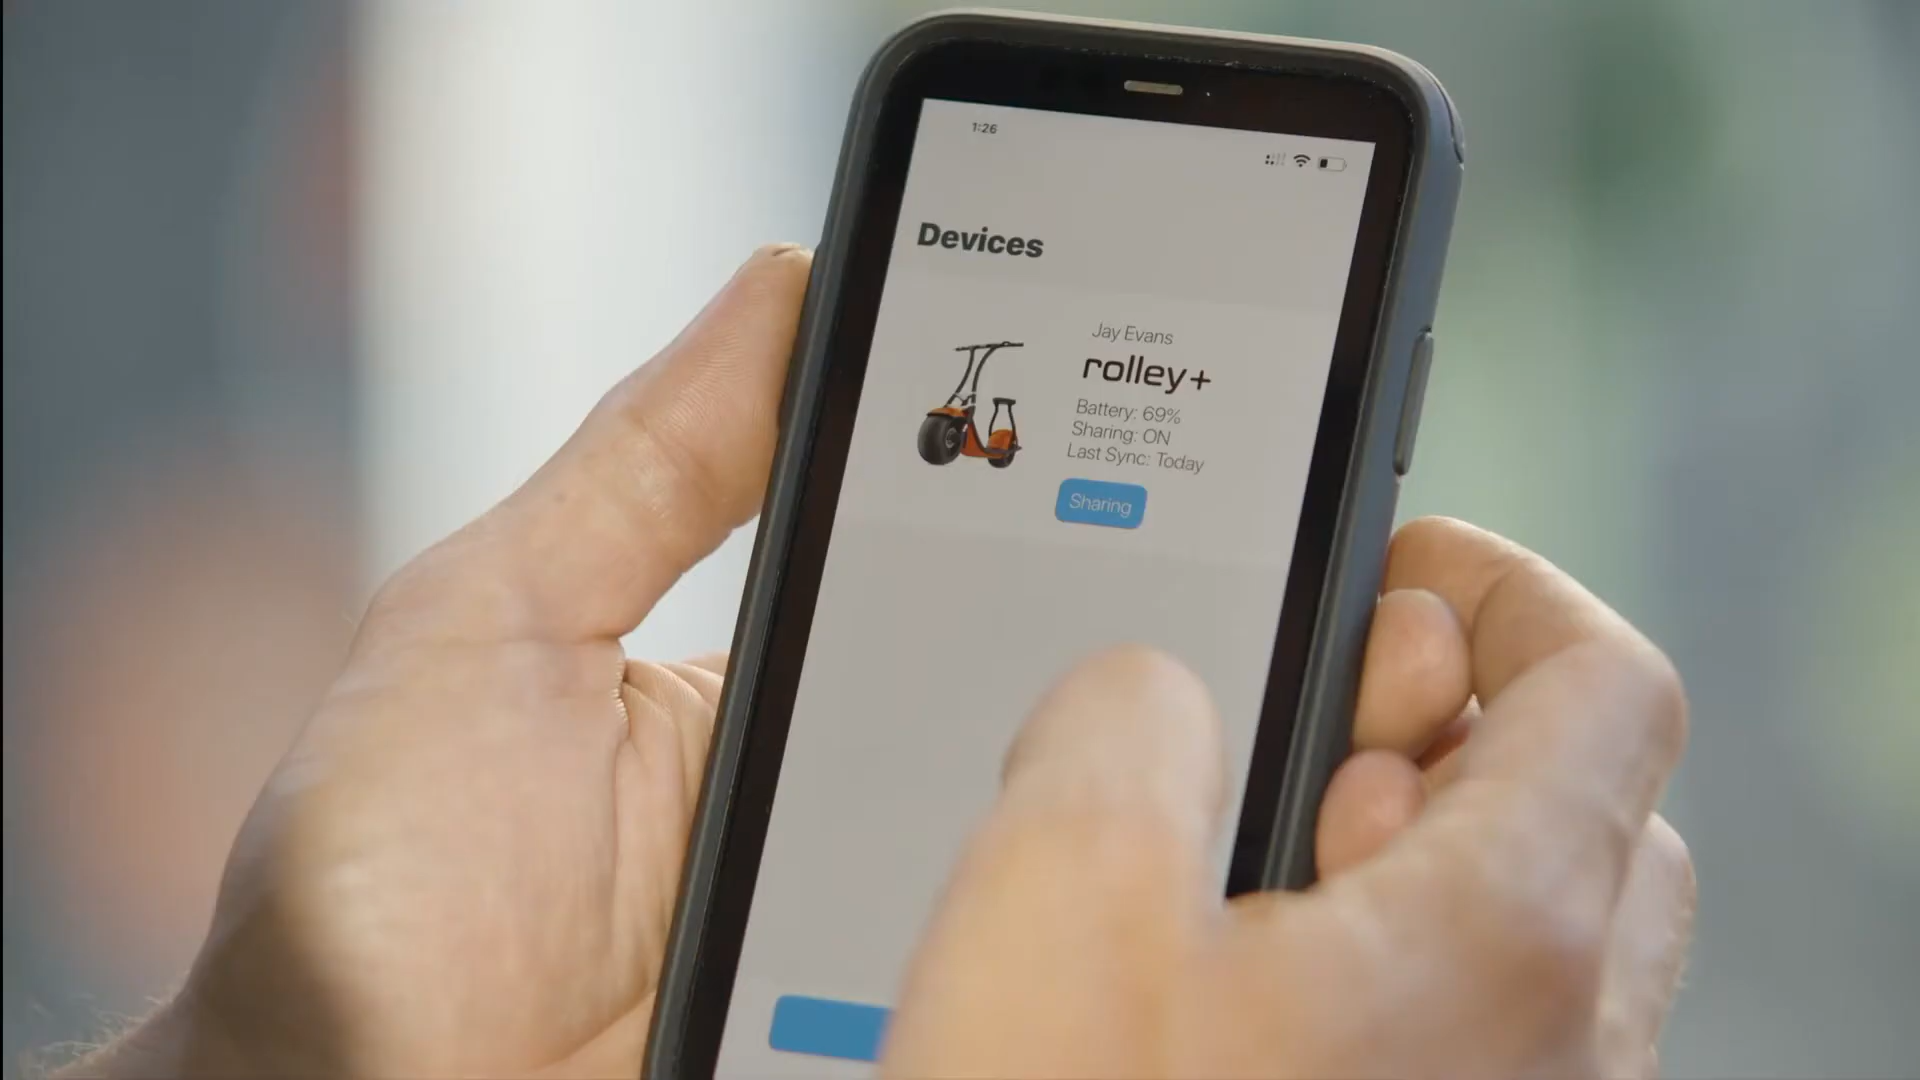 1:26
Devices
Jay Evans
rolley+
Battery: 69%
Sharing: ON
Last Sync: Today
Sharing